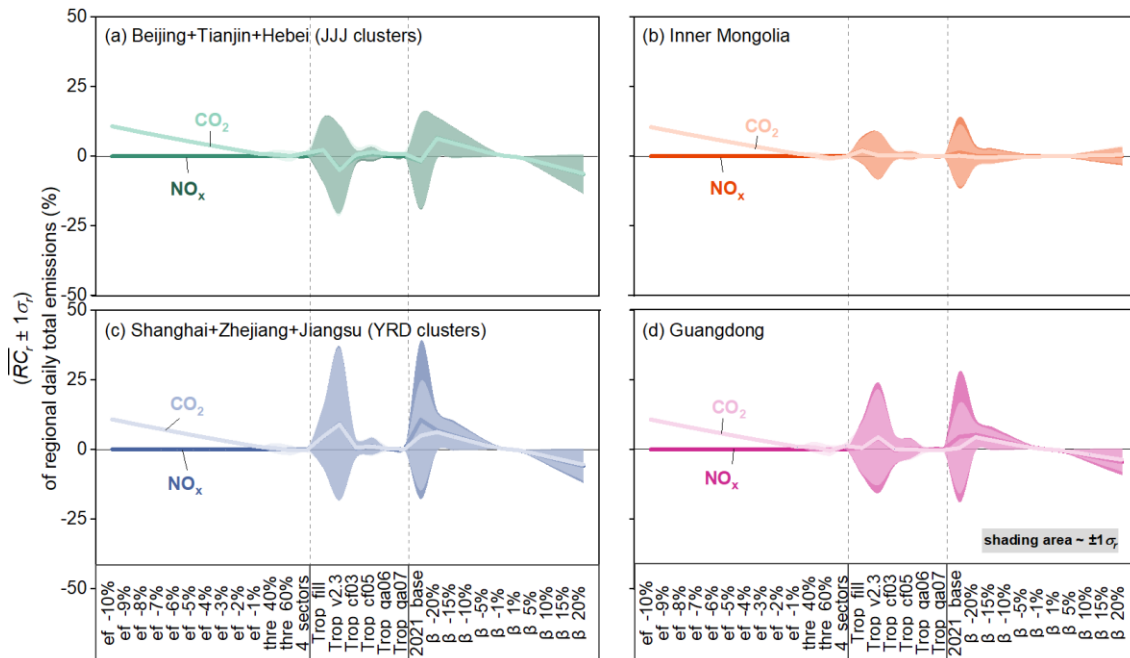 (R̅C̅ᵣ ± 1σᵣ)
of regional daily total emissions (%)
50
25
0
-25
-50
(a) Beijing+Tianjin+Hebei (JJJ clusters)
CO₂
NOₓ
(b) Inner Mongolia
CO₂
NOₓ
25
0
-25
-50
(c) Shanghai+Zhejiang+Jiangsu (YRD clusters)
CO₂
NOₓ
(d) Guangdong
CO₂
NOₓ
shading area ~ ±1σᵣ
ef -10%
ef -9%
ef -8%
ef -7%
ef -6%
ef -5%
ef -4%
ef -3%
ef -2%
ef -1%
thre 40%
thre 60%
4 sectors
Trop fill
Trop v2.3
Trop cf03
Trop cf05
Trop qa06
Trop qa07
2021 base
β -20%
β -15%
β -10%
β -5%
β -1%
β 1%
β 5%
β 10%
β 15%
β 20%
ef -10%
ef -9%
ef -8%
ef -7%
ef -6%
ef -5%
ef -4%
ef -3%
ef -2%
ef -1%
thre 40%
thre 60%
4 sectors
Trop fill
Trop v2.3
Trop cf03
Trop cf05
Trop qa06
Trop qa07
2021 base
β -20%
β -15%
β -10%
β -5%
β -1%
β 1%
β 5%
β 10%
β 15%
β 20%